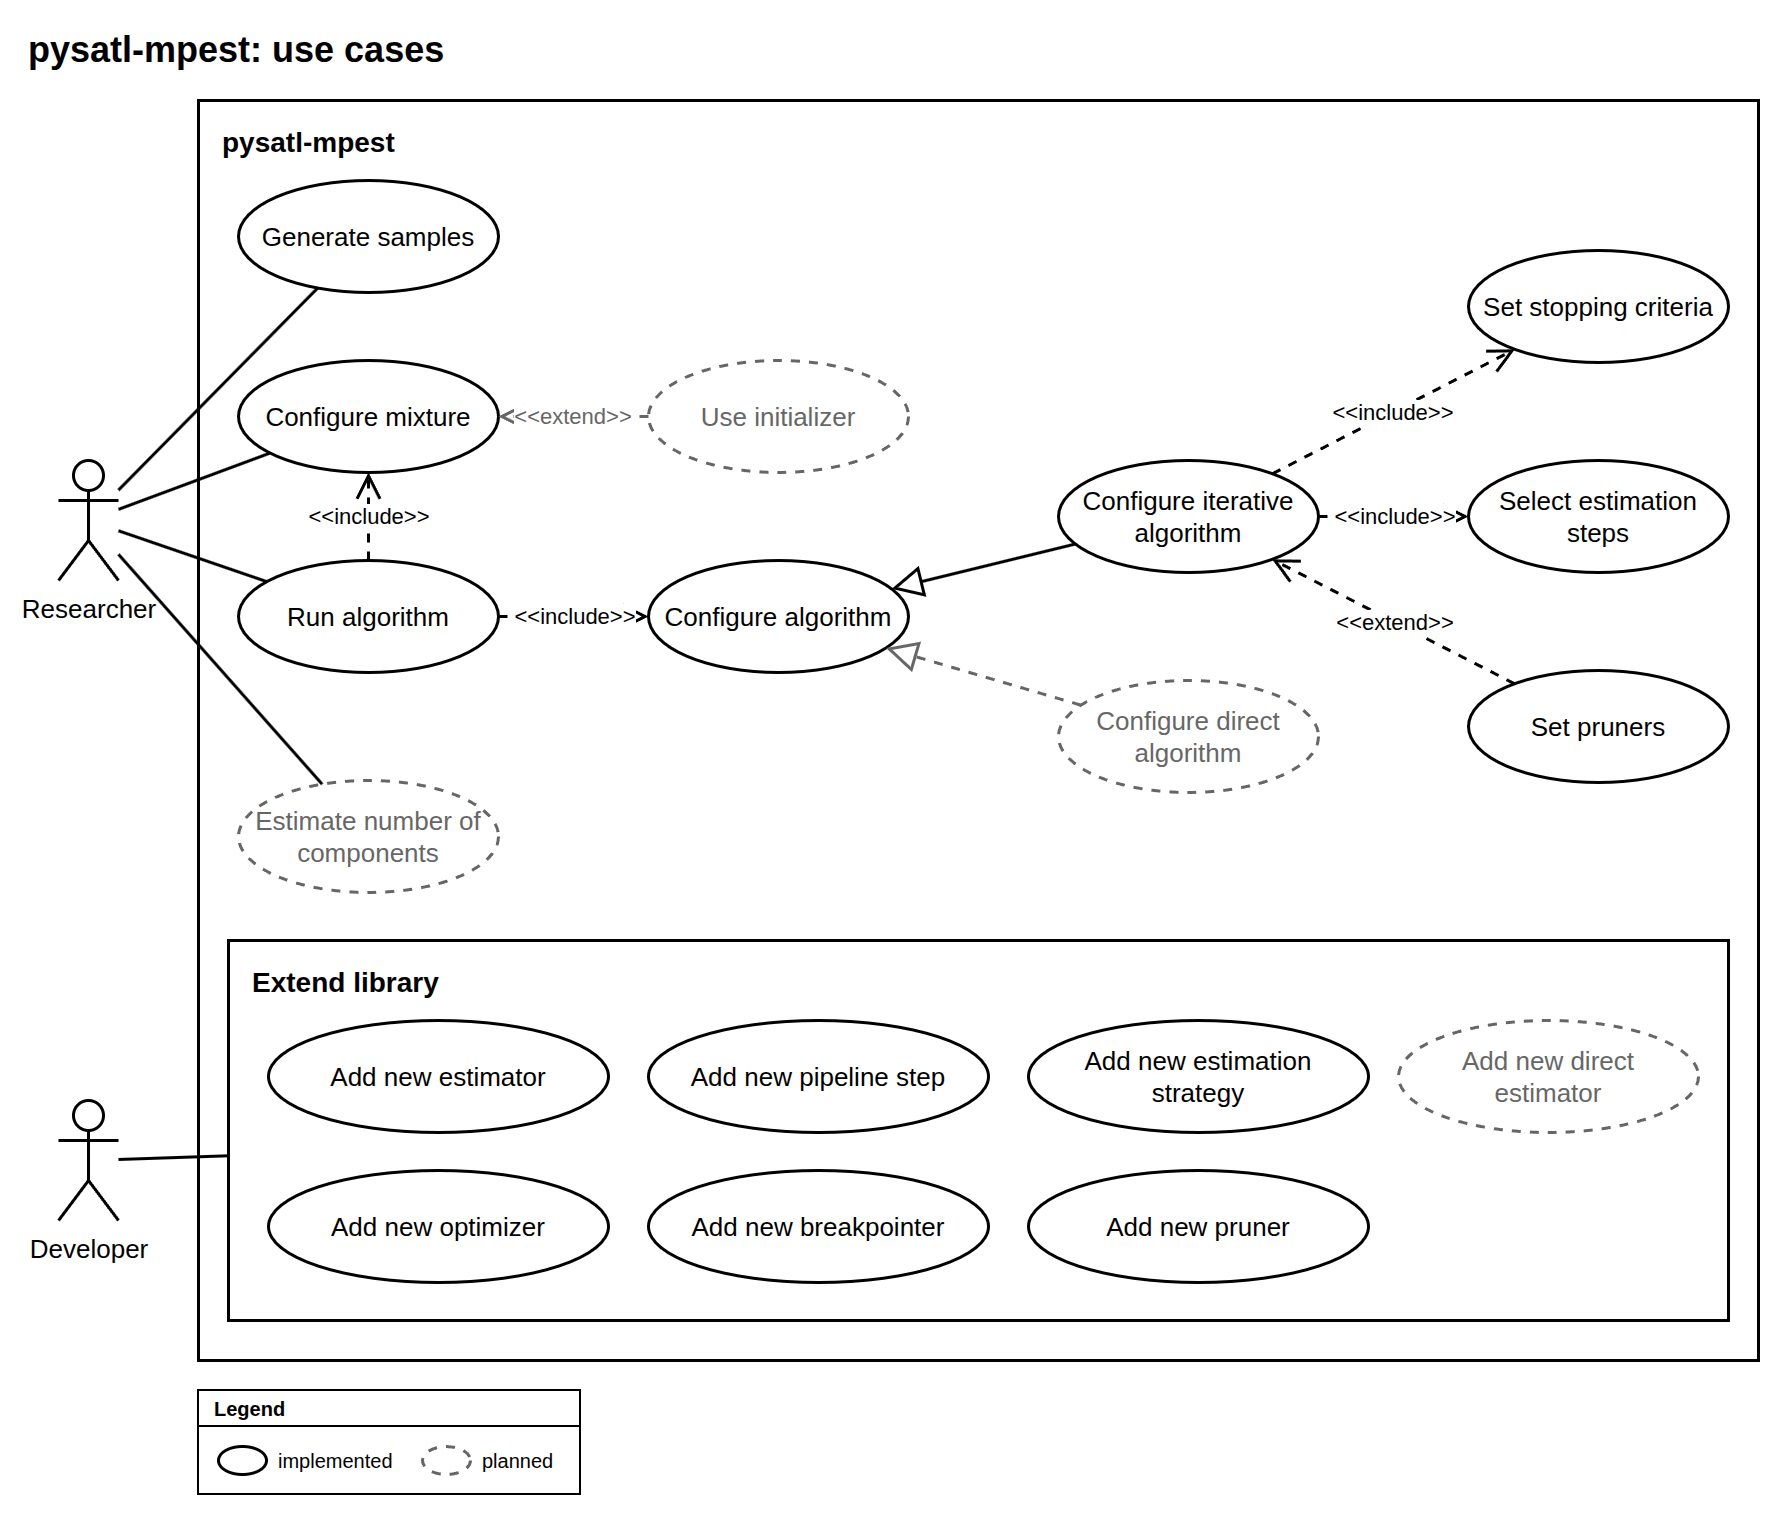 pysatl-mpest: use cases
pysatl-mpest
Generate samples
Set stopping criteria
Configure mixture
<<extend>>
Use initializer
<<include>>
Configure iterative
algorithm
<<include>>
Select estimation
steps
<<include>>
Researcher
Run algorithm
<<include>>
Configure algorithm
<<extend>>
Configure direct
algorithm
Set pruners
Estimate number of
components
Extend library
Add new estimator
Add new pipeline step
Add new estimation
strategy
Add new direct
estimator
Add new optimizer
Add new breakpointer
Add new pruner
Developer
Legend
implemented
planned